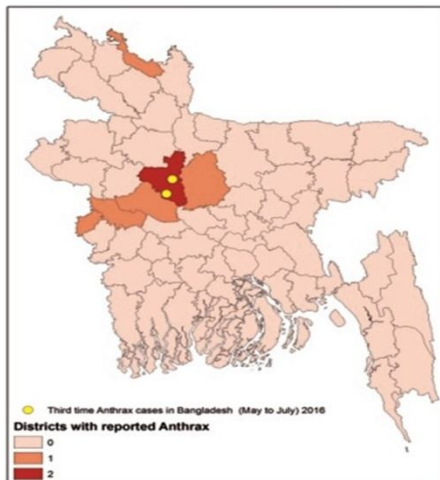 Third time Anthrax cases in Bangladesh (May to July) 2016
Districts with reported Anthrax
0
1
2